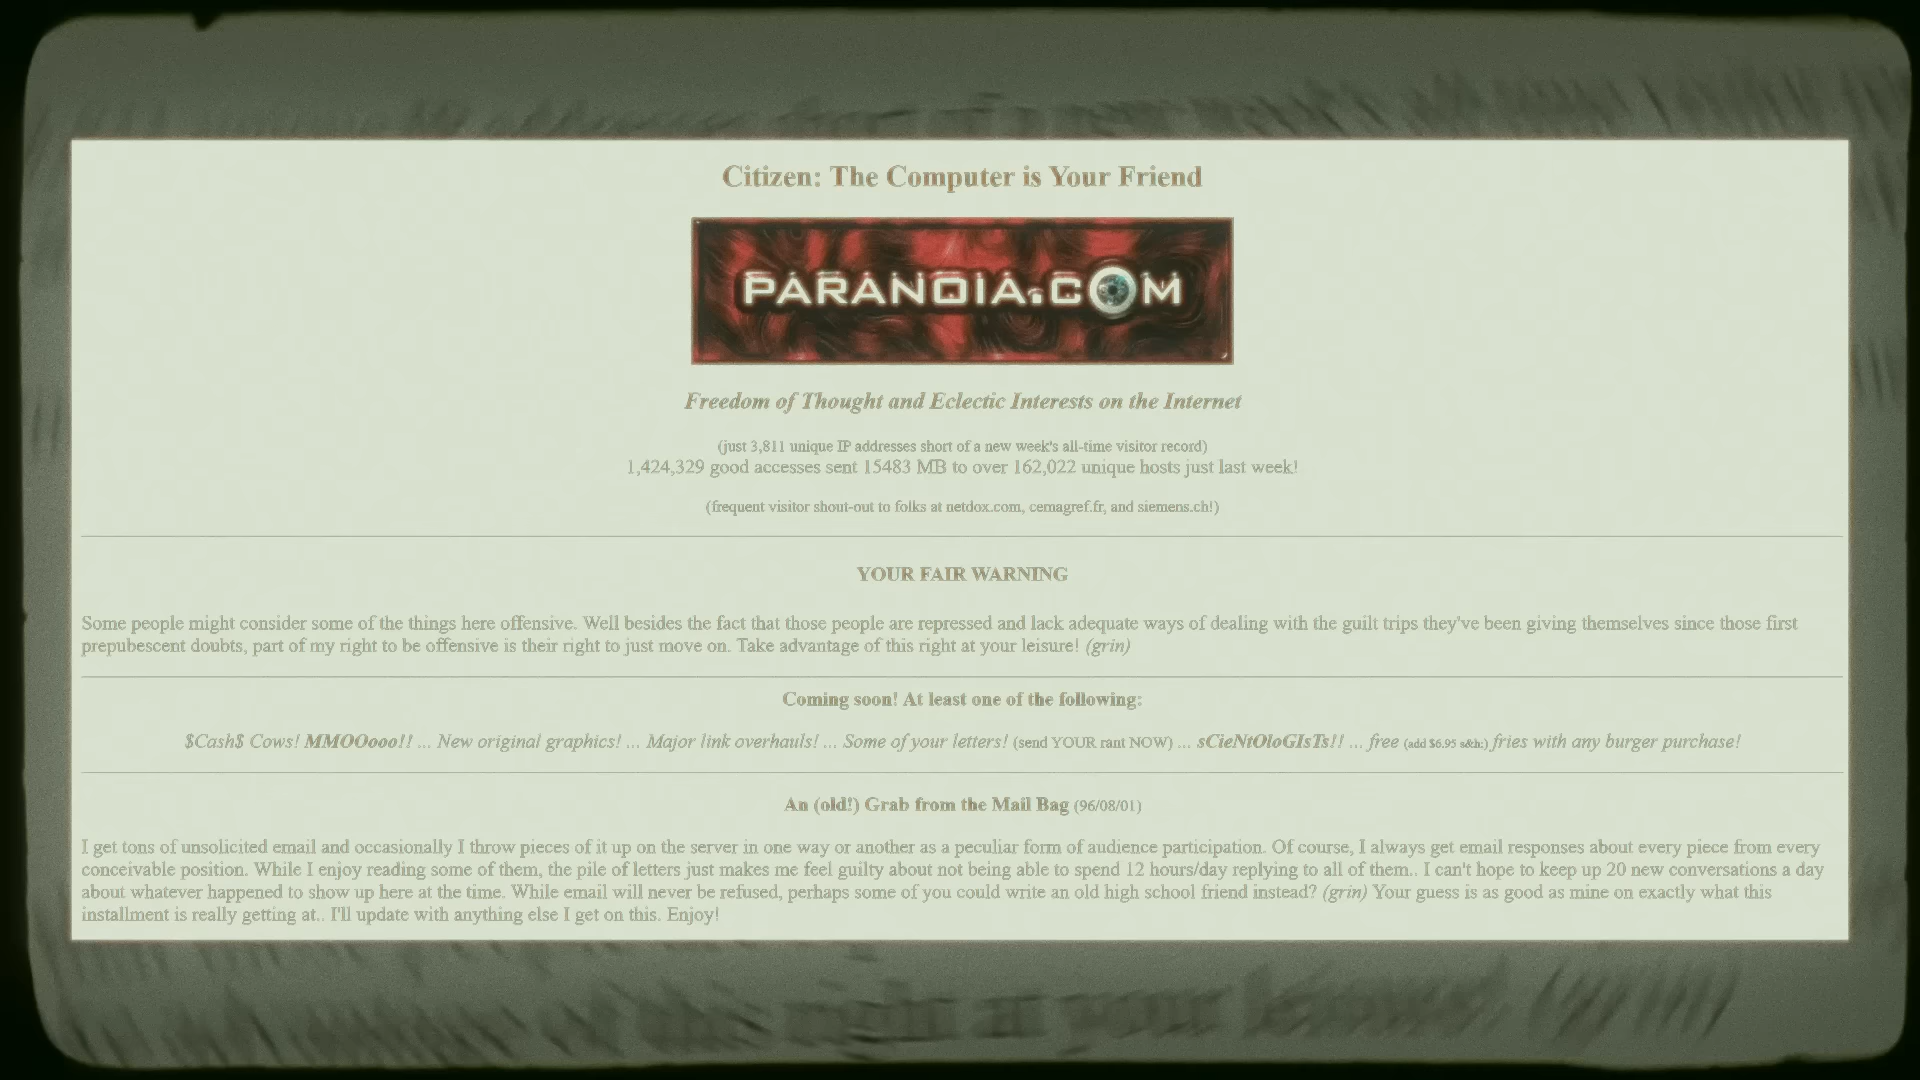 Citizen: The Computer is Your Friend
PARANOIA.COM
Freedom of Thought and Eclectic Interests on the Internet
(just 3,811 unique IP addresses short of a new week's all-time visitor record)
1,424,329 good accesses sent 15483 MB to over 162,022 unique hosts just last week!
(frequent visitor shout-out to folks at netdox.com, cemagref.fr, and siemens.ch!)
YOUR FAIR WARNING
Some people might consider some of the things here offensive. Well besides the fact that those people are repressed and lack adequate ways of dealing with the guilt trips they've been giving themselves since those first
prepubescent doubts, part of my right to be offensive is their right to just move on. Take advantage of this right at your leisure! (grin)
Coming soon! At least one of the following:
$Cash$ Cows! MMOOooo!! ... New original graphics! ... Major link overhauls! ... Some of your letters! (send YOUR rant NOW) ... sCieNtOloGIsTs!! ... free (add $6.95 s&h:) fries with any burger purchase!
An (old!) Grab from the Mail Bag (96/08/01)
I get tons of unsolicited email and occasionally I throw pieces of it up on the server in one way or another as a peculiar form of audience participation. Of course, I always get email responses about every piece from every
conceivable position. While I enjoy reading some of them, the pile of letters just makes me feel guilty about not being able to spend 12 hours/day replying to all of them.. I can't hope to keep up 20 new conversations a day
about whatever happened to show up here at the time. While email will never be refused, perhaps some of you could write an old high school friend instead? (grin) Your guess is as good as mine on exactly what this
installment is really getting at.. I'll update with anything else I get on this. Enjoy!
right at your